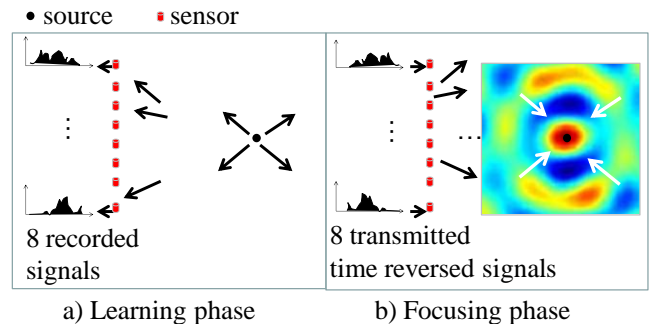 source sensor
8 recorded
signals
8 transmitted
time reversed signals
a) Learning phase
b) Focusing phase